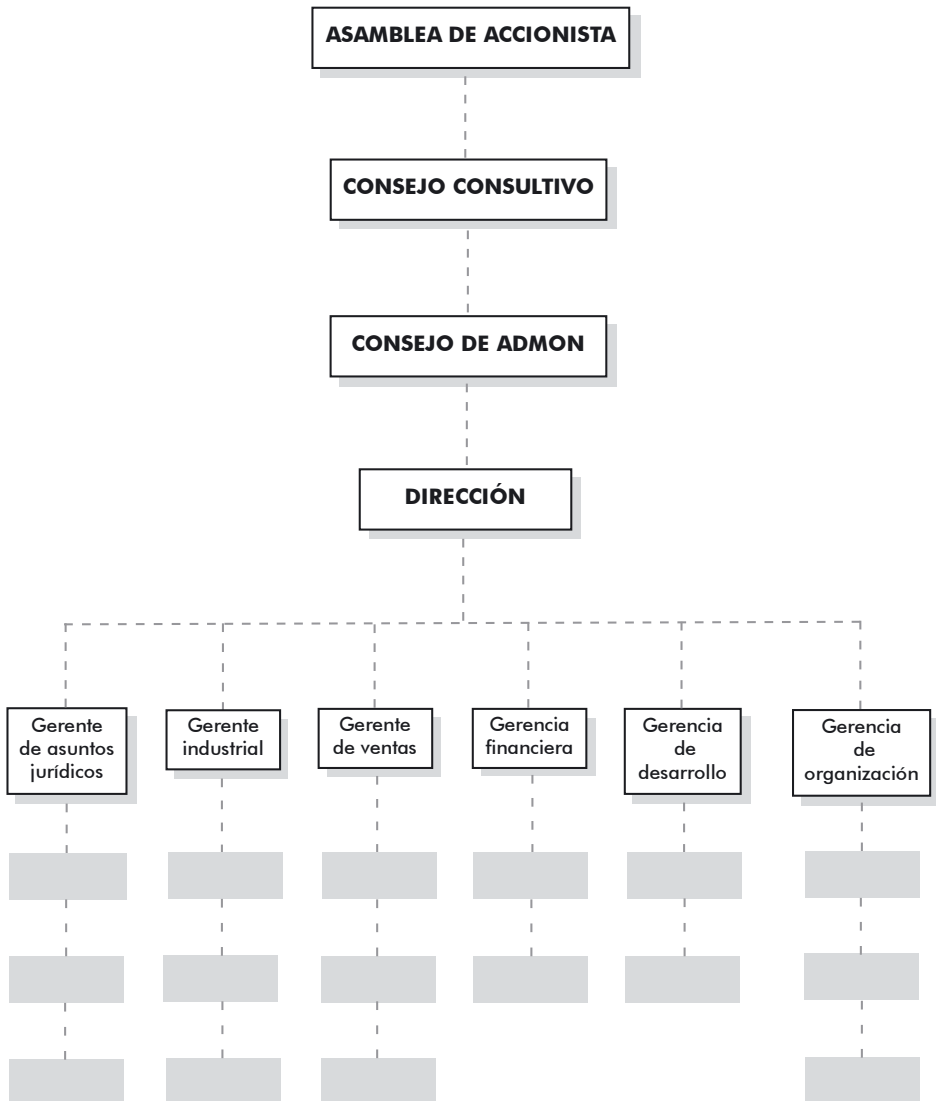 ASAMBLEA DE ACCIONISTA
CONSEJO CONSULTIVO
CONSEJO DE ADMON
DIRECCIÓN
Gerente
de asuntos
jurídicos
Gerente
industrial
Gerente
de ventas
Gerencia
financiera
Gerencia
de
desarrollo
Gerencia
de
organización